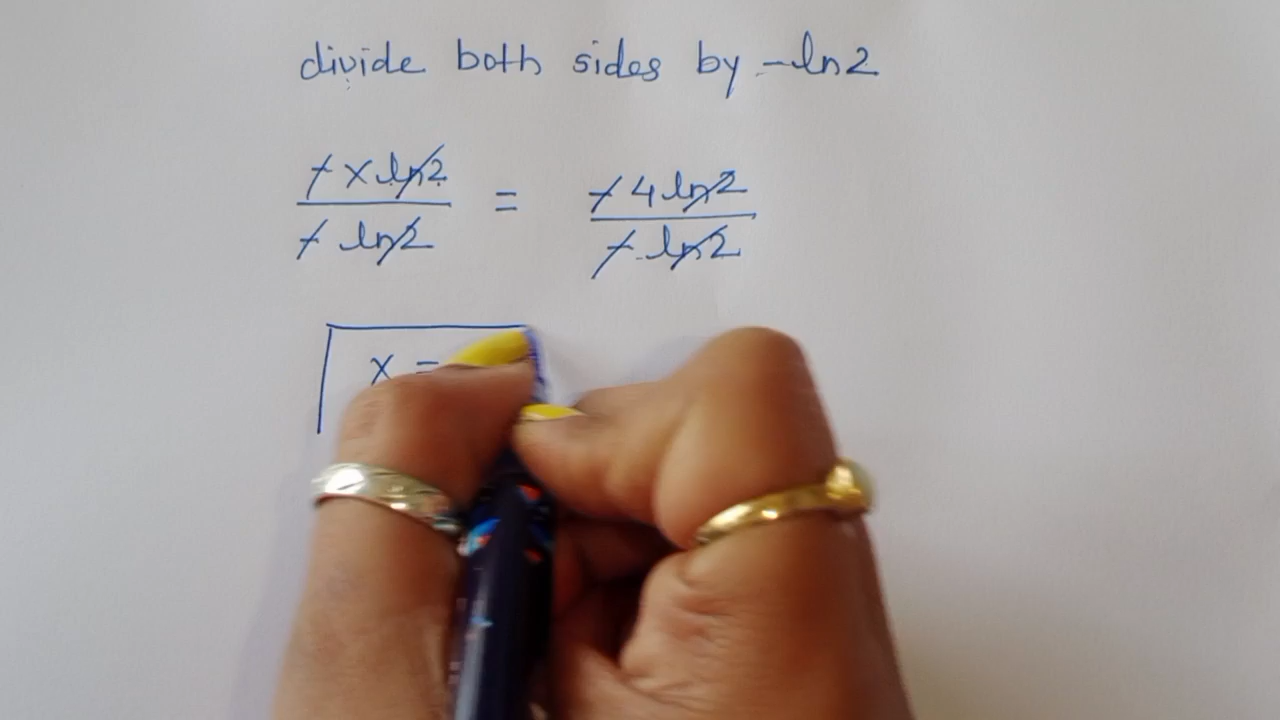 divide both sides by -ln2
-x ln2 / -ln2 = -4 ln2 / -ln2
x =